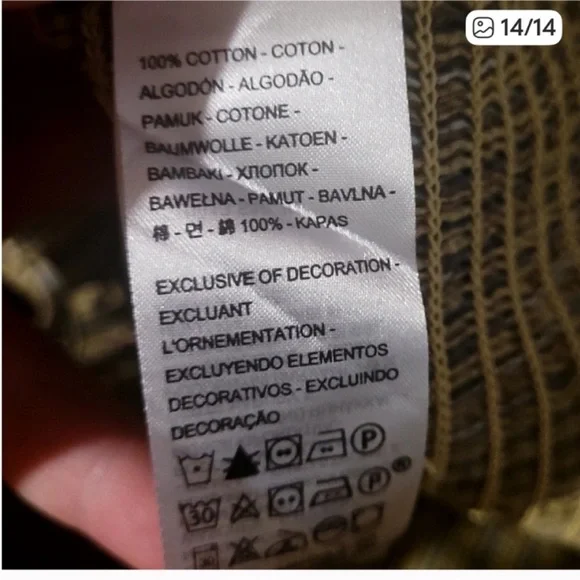 14/14
100% COTTON - COTON -
ALGODÓN - ALGODÃO -
PAMUK - COTONE -
BAUMWOLLE - KATOEN -
BAMBAKI - ХЛОПОК -
BAWEŁNA - PAMUT - BAVLNA -
棉 - 면 - 綿 100% - KAPAS
EXCLUSIVE OF DECORATION -
EXCLUANT
L'ORNEMENTATION -
EXCLUYENDO ELEMENTOS
DECORATIVOS - EXCLUINDO
DECORAÇÃO
P
30 P ®